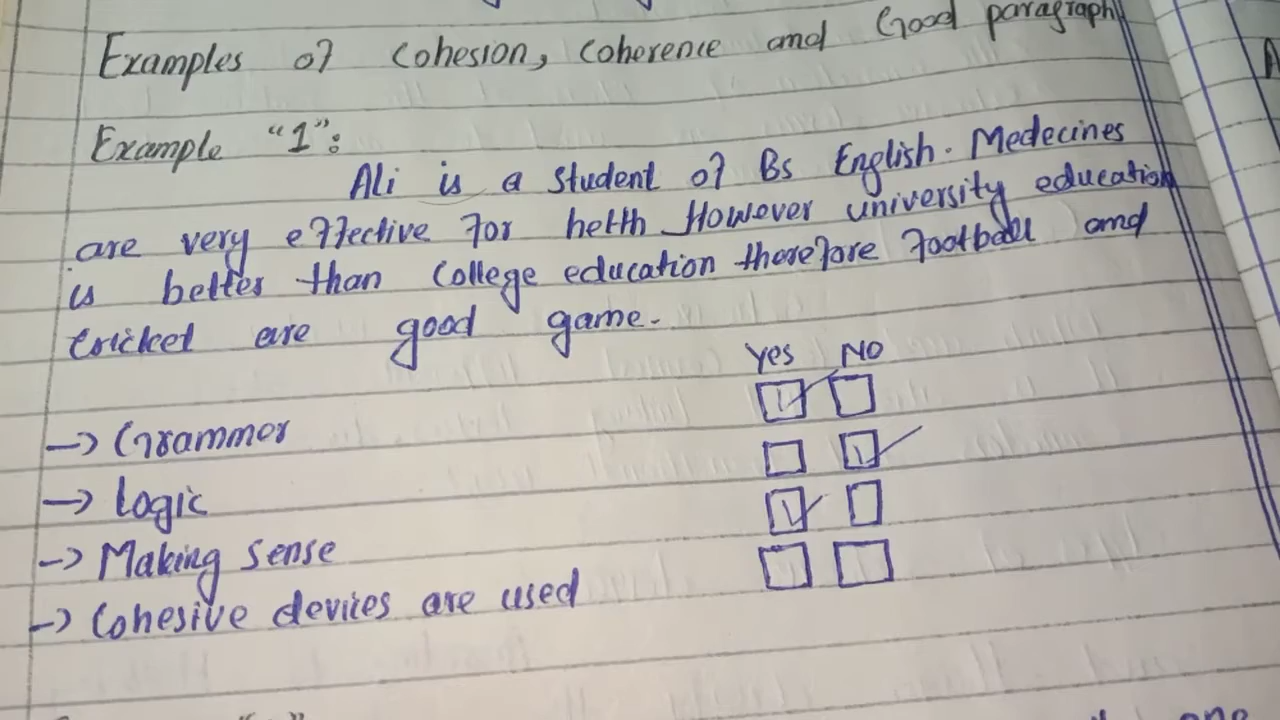 Examples of Cohesion, Coherence and Good paragraph
Example "1":
Ali is a student of Bs English. Medecines
are very effective for helth However university education
is better than College education therefore football and
Cricket are good game.
Yes No
→ Grammer
→ Logic
→ Making Sense
→ Cohesive devices are used
one